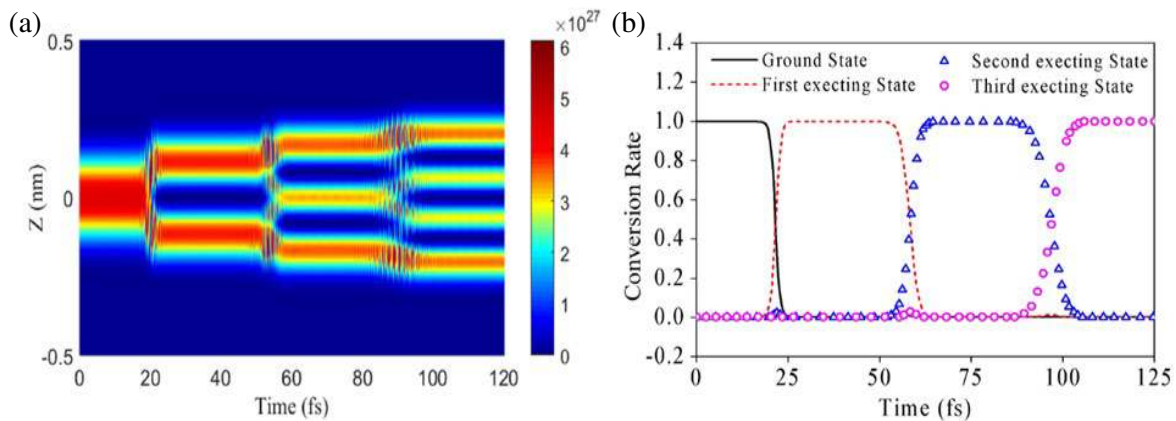 (a)
×10^27
0.5
0
-0.5
Z (nm)
0 20 40 60 80 100 120
Time (fs)
6
5
4
3
2
1
0
(b)
1.4
1.2
1.0
0.8
0.6
0.4
0.2
0.0
-0.2
Conversion Rate
Ground State
First execting State
Second execting State
Third execting State
0 25 50 75 100 125
Time (fs)